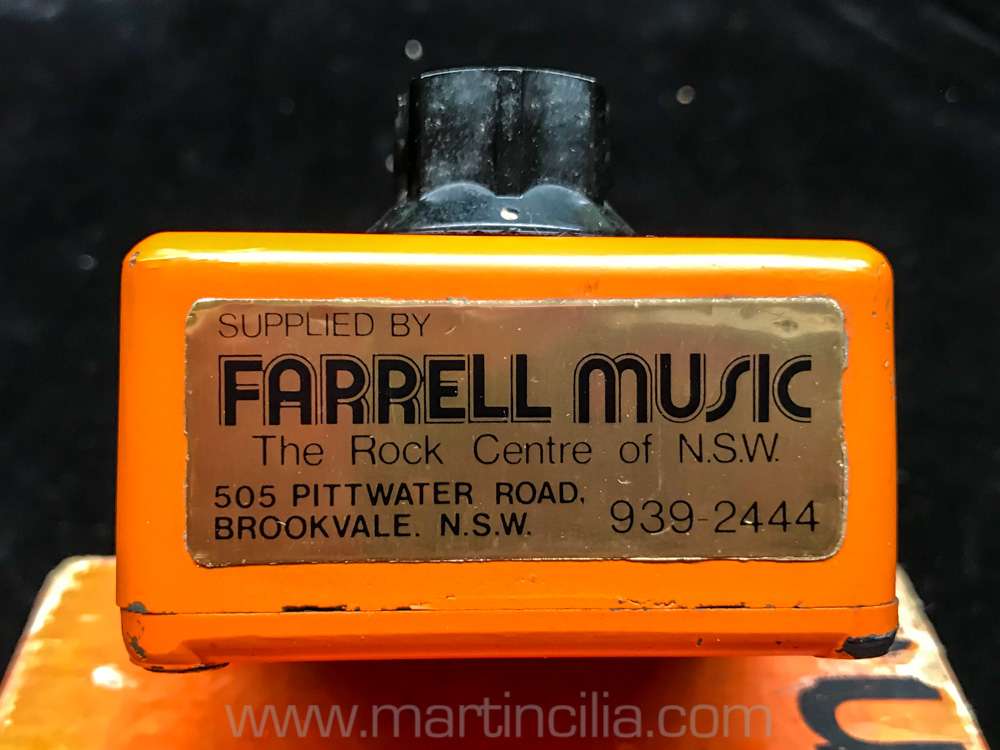 SUPPLIED BY
FARRELL MUSIC
The Rock Centre of N.S.W.
505 PITTWATER ROAD,
BROOKVALE. N.S.W. 939-2444
www.martincilia.com